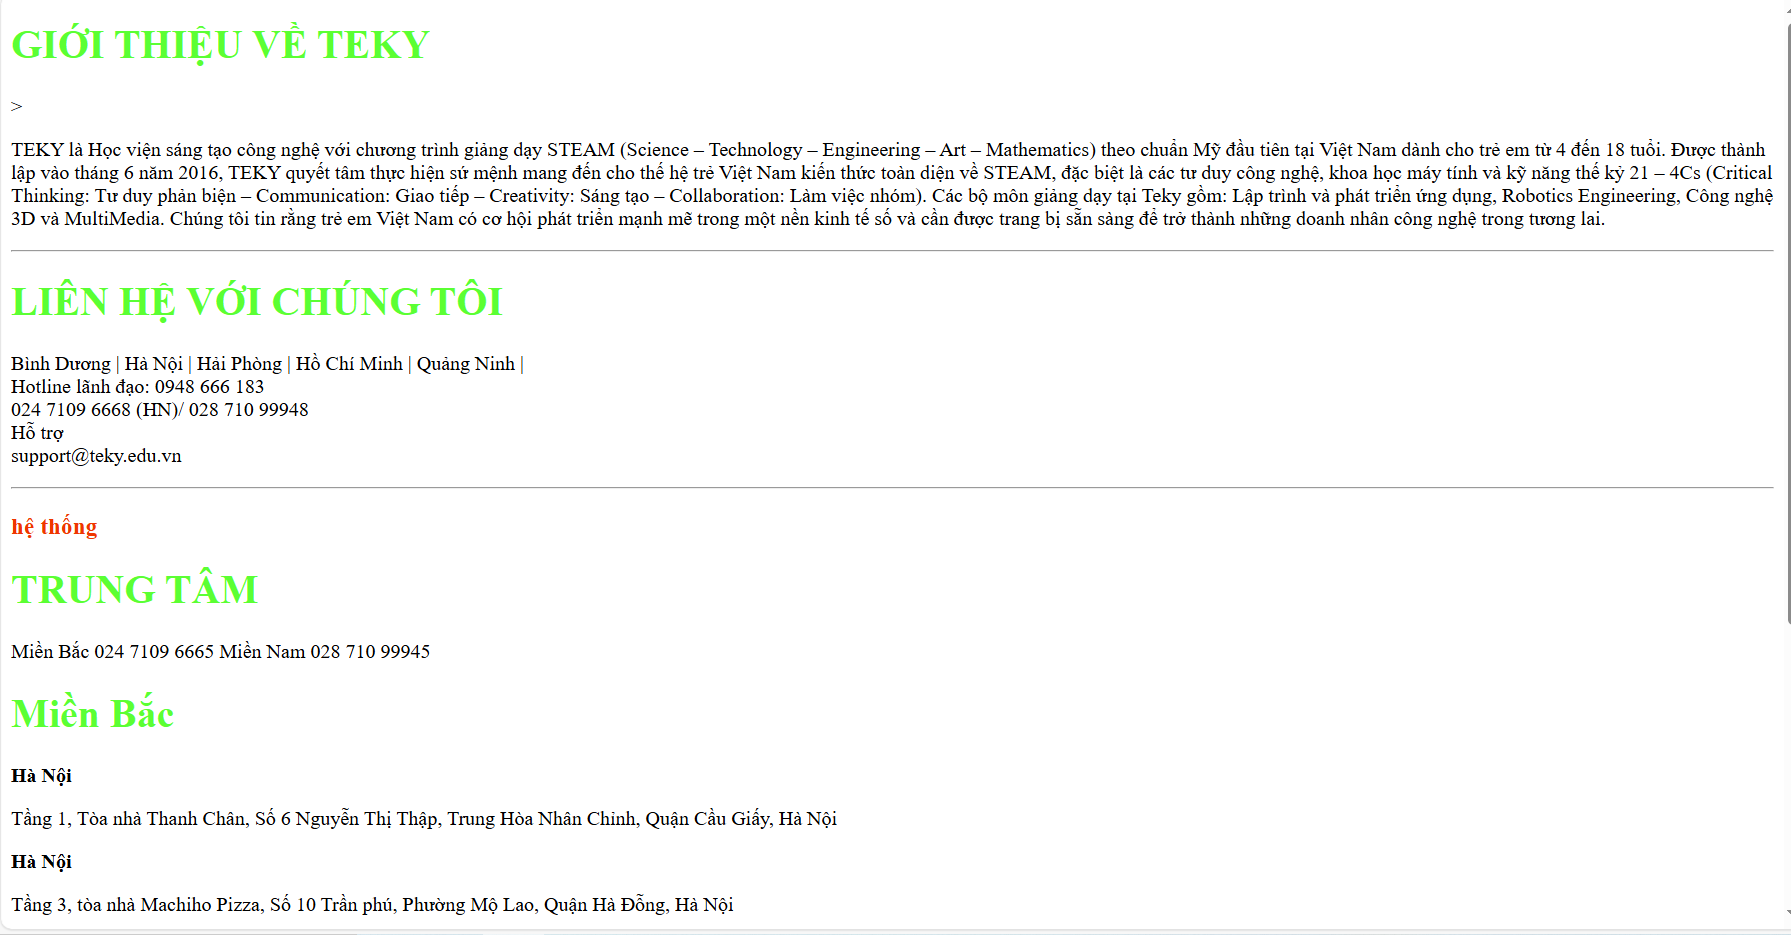 GIỚI THIỆU VỀ TEKY
>
TEKY là Học viện sáng tạo công nghệ với chương trình giảng dạy STEAM (Science – Technology – Engineering – Art – Mathematics) theo chuẩn Mỹ đầu tiên tại Việt Nam dành cho trẻ em từ 4 đến 18 tuổi. Được thành
lập vào tháng 6 năm 2016, TEKY quyết tâm thực hiện sứ mệnh mang đến cho thế hệ trẻ Việt Nam kiến thức toàn diện về STEAM, đặc biệt là các tư duy công nghệ, khoa học máy tính và kỹ năng thế kỷ 21 – 4Cs (Critical
Thinking: Tư duy phản biện – Communication: Giao tiếp – Creativity: Sáng tạo – Collaboration: Làm việc nhóm). Các bộ môn giảng dạy tại Teky gồm: Lập trình và phát triển ứng dụng, Robotics Engineering, Công nghệ
3D và MultiMedia. Chúng tôi tin rằng trẻ em Việt Nam có cơ hội phát triển mạnh mẽ trong một nền kinh tế số và cần được trang bị sẵn sàng để trở thành những doanh nhân công nghệ trong tương lai.
LIÊN HỆ VỚI CHÚNG TÔI
Bình Dương | Hà Nội | Hải Phòng | Hồ Chí Minh | Quảng Ninh |
Hotline lãnh đạo: 0948 666 183
024 7109 6668 (HN)/ 028 710 99948
Hỗ trợ
support@teky.edu.vn
hệ thống
TRUNG TÂM
Miền Bắc 024 7109 6665 Miền Nam 028 710 99945
Miền Bắc
Hà Nội
Tầng 1, Tòa nhà Thanh Chân, Số 6 Nguyễn Thị Thập, Trung Hòa Nhân Chỉnh, Quận Cầu Giấy, Hà Nội
Hà Nội
Tầng 3, tòa nhà Machiho Pizza, Số 10 Trần phú, Phường Mộ Lao, Quận Hà Đỗng, Hà Nội